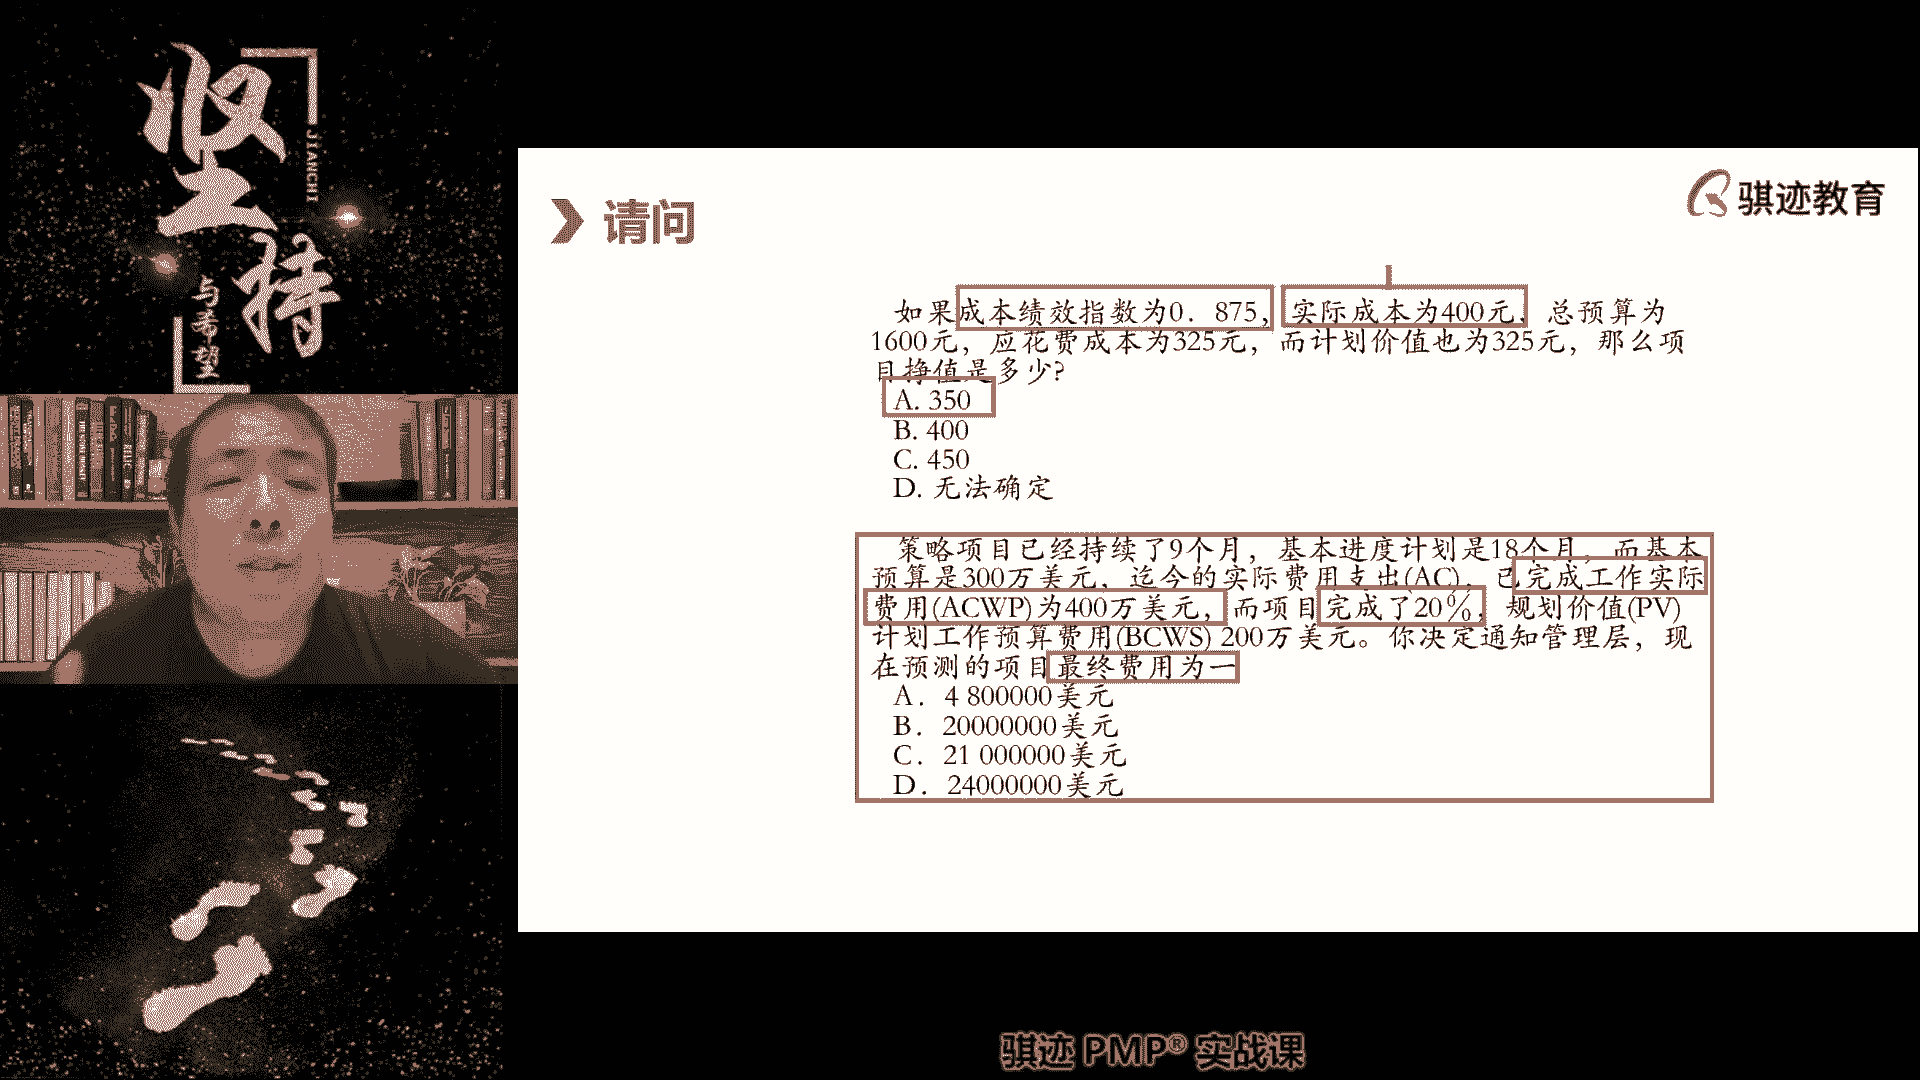 坚持
JIANCHI
与希望
请问
骐迹教育
如果成本绩效指数为0．875，实际成本为400元，总预算为
1600元，应花费成本为325元，而计划价值也为325元，那么项
目挣值是多少?
A. 350
B. 400
C. 450
D. 无法确定
策略项目已经持续了9个月，基本进度计划是18个月，而基本
预算是300万美元，迄今的实际费用支出(AC)，已完成工作实际
费用(ACWP)为400万美元，而项目完成了20％，规划价值(PV)
计划工作预算费用(BCWS) 200万美元。你决定通知管理层，现
在预测的项目最终费用为一
A．4 800000美元
B．20000000美元
C．21 000000美元
D．24000000美元
骐迹 PMP® 实战课